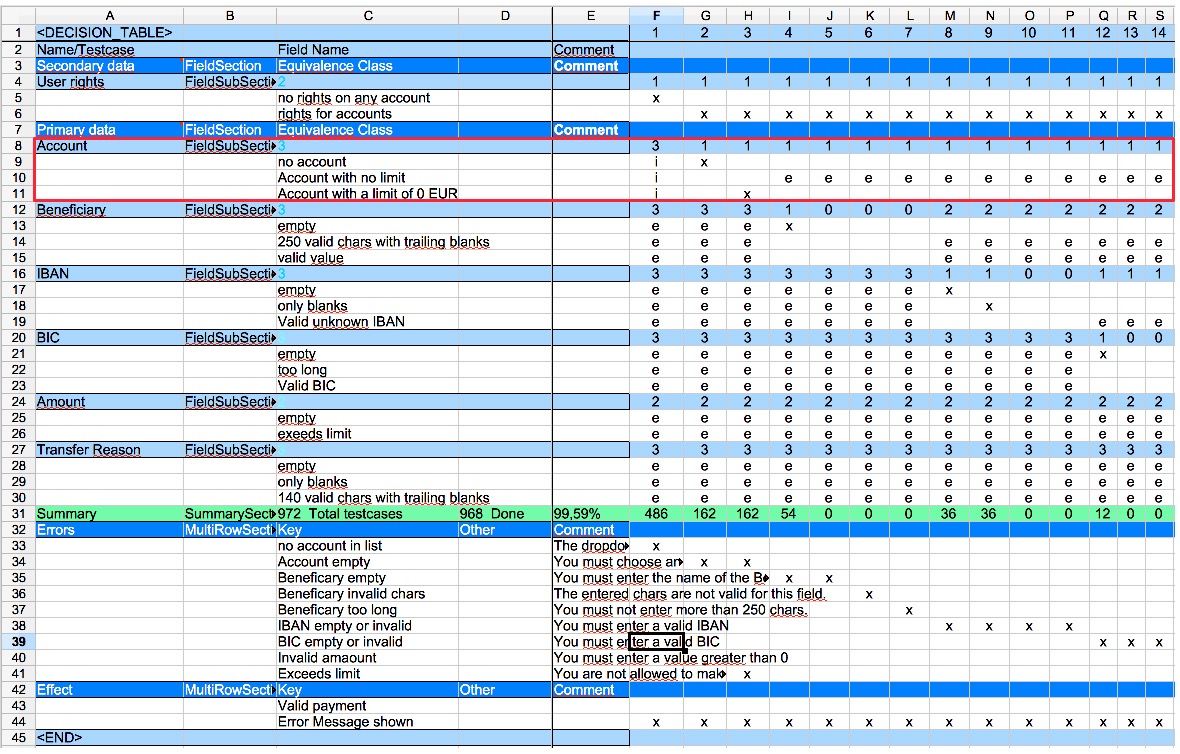 A B C D E F G H I J K L M N O P Q R S
1 <DECISION_TABLE> 1 2 3 4 5 6 7 8 9 10 11 12 13 14
2 Name/Testcase Field Name Comment
3 Secondary data FieldSection Equivalence Class Comment
4 User rights FieldSubSecti 2 1 1 1 1 1 1 1 1 1 1 1 1 1 1
5 no rights on any account x
6 rights for accounts x x x x x x x x x x x x x
7 Primary data FieldSection Equivalence Class Comment
8 Account FieldSubSecti 3 3 1 1 1 1 1 1 1 1 1 1 1 1 1
9 no account i x
10 Account with no limit i e e e e e e e e e e e
11 Account with a limit of 0 EUR i x
12 Beneficiary FieldSubSecti 3 3 3 3 1 0 0 0 2 2 2 2 2 2 2
13 empty e e e x
14 250 valid chars with trailing blanks e e e e e e e e e e
15 valid value e e e e e e e e e e
16 IBAN FieldSubSecti 3 3 3 3 3 3 3 3 1 1 0 0 1 1 1
17 empty e e e e e e e x
18 only blanks e e e e e e e x
19 Valid unknown IBAN e e e e e e e e e e
20 BIC FieldSubSecti 3 3 3 3 3 3 3 3 3 3 3 1 0 0
21 empty e e e e e e e e e e e x
22 too long e e e e e e e e e e e
23 Valid BIC e e e e e e e e e e e
24 Amount FieldSubSecti 2 2 2 2 2 2 2 2 2 2 2 2 2 2
25 empty e e e e e e e e e e e e e e
26 exeeds limit e e e e e e e e e e e e e e
27 Transfer Reason FieldSubSecti 3 3 3 3 3 3 3 3 3 3 3 3 3 3
28 empty e e e e e e e e e e e e e e
29 only blanks e e e e e e e e e e e e e e
30 140 valid chars with trailing blanks e e e e e e e e e e e e e e
31 Summary SummarySect 972 Total testcases 968 Done 99,59% 486 162 162 54 0 0 0 36 36 0 0 12 0 0
32 Errors MultiRowSecti Key Other Comment
33 no account in list The dropdo x
34 Account empty You must choose an x x
35 Beneficary empty You must enter the name of the Be x x
36 Beneficary invalid chars The entered chars are not valid for this field. x
37 Beneficary too long You must not enter more than 250 chars. x
38 IBAN empty or invalid You must enter a valid IBAN x x x x
39 BIC empty or invalid You must enter a valid BIC x x x
40 Invalid amaount You must enter a value greater than 0
41 Exceeds limit You are not allowed to mak x
42 Effect MultiRowSecti Key Other Comment
43 Valid payment
44 Error Message shown x x x x x x x x x x x x x x
45 <END>